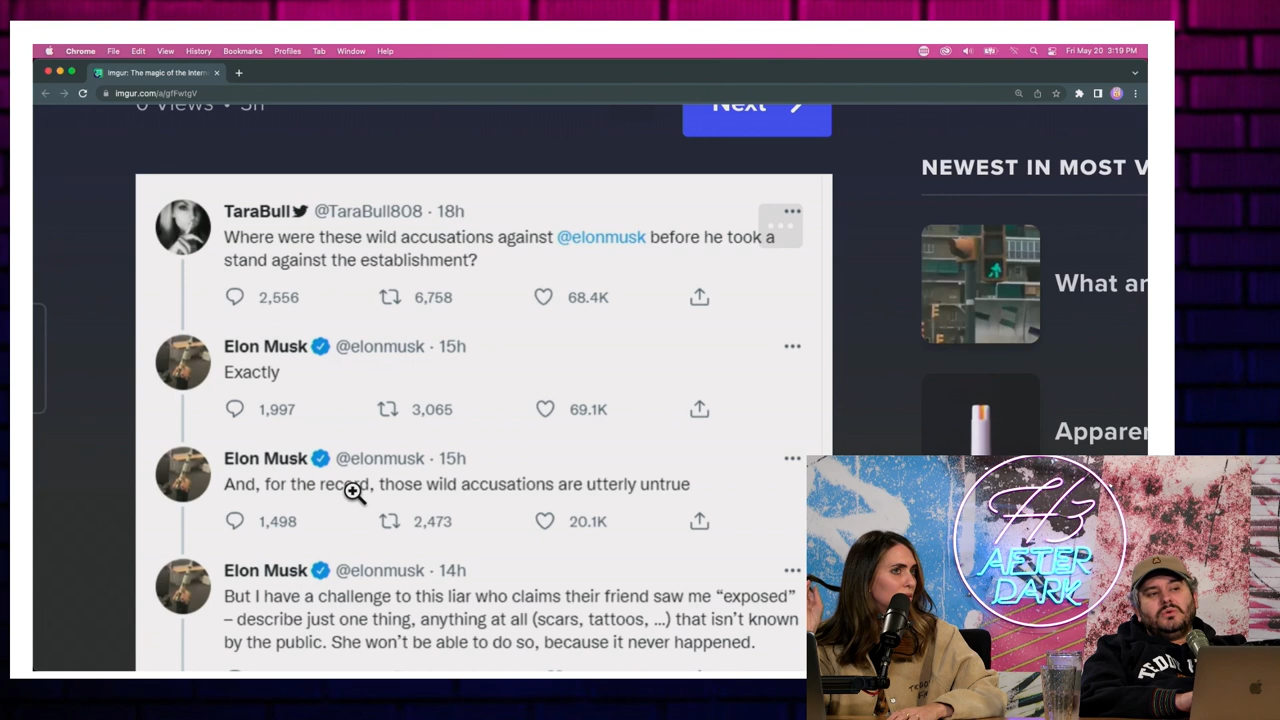 Chrome File Edit View History Bookmarks Profiles Tab Window Help Fri May 20 3:19 PM
Imgur: The magic of the Intern
imgur.com/a/gfFwtgV
0 Views • 5h
Next
NEWEST IN MOST V
TaraBull @TaraBull808 · 18h
Where were these wild accusations against @elonmusk before he took a
stand against the establishment?
2,556 6,758 68.4K
What ar
Elon Musk @elonmusk · 15h
Exactly
1,997 3,065 69.1K
Apparer
Elon Musk @elonmusk · 15h
And, for the record, those wild accusations are utterly untrue
1,498 2,473 20.1K
Elon Musk @elonmusk · 14h
But I have a challenge to this liar who claims their friend saw me “exposed”
– describe just one thing, anything at all (scars, tattoos, …) that isn’t known
by the public. She won’t be able to do so, because it never happened.
H3
AFTER
DARK
TEDDY